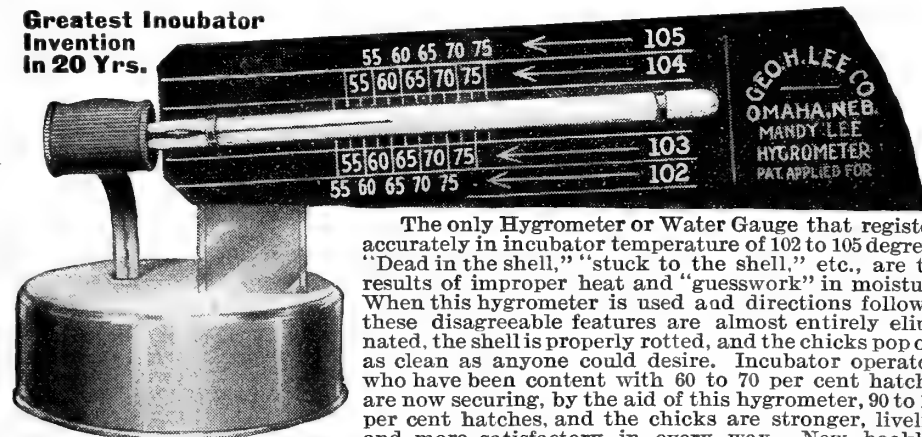 Greatest Inoubator
Invention
in 20 Yrs.
55 60 65 70 75 105
55 60 65 70 75 104
55 60 65 70 75 103
55 60 65 70 75 102
GEO.H.LEE CO
OMAHA,NEB.
MANDY LEE
HYGROMETER
PAT. APPLIED FOR
The only Hygrometer or Water Gauge that registe
accurately in incubator temperature of 102 to 105 degre
"Dead in the shell," "stuck to the shell," etc., are t
results of improper heat and "guesswork" in moistu
When this hygrometer is used and directions follow
these disagreeable features are almost entirely elim
nated, the shell is properly rotted, and the chicks pop o
as clean as anyone could desire. Incubator operato
who have been content with 60 to 70 per cent hatch
are now securing, by the aid of this hygrometer, 90 to
per cent hatches, and the chicks are stronger, livel
and more satisfactory in every way.